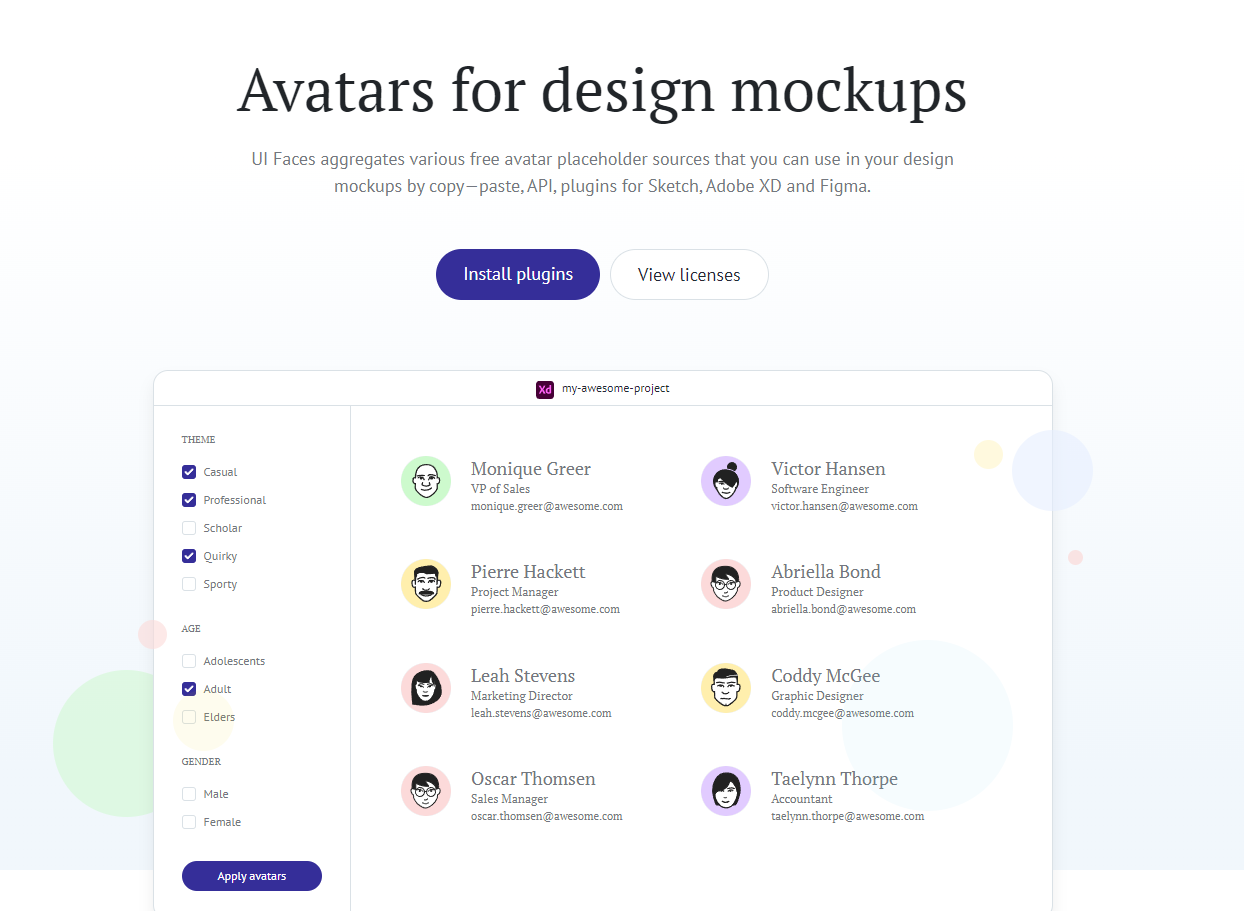 Avatars for design mockups
UI Faces aggregates various free avatar placeholder sources that you can use in your design
mockups by copy—paste, API, plugins for Sketch, Adobe XD and Figma.
Install plugins
View licenses
Xd my-awesome-project
THEME
Casual
Professional
Scholar
Quirky
Sporty
AGE
Adolescents
Adult
Elders
GENDER
Male
Female
Apply avatars
Monique Greer
VP of Sales
monique.greer@awesome.com
Victor Hansen
Software Engineer
victor.hansen@awesome.com
Pierre Hackett
Project Manager
pierre.hackett@awesome.com
Abriella Bond
Product Designer
abriella.bond@awesome.com
Leah Stevens
Marketing Director
leah.stevens@awesome.com
Coddy McGee
Graphic Designer
coddy.mcgee@awesome.com
Oscar Thomsen
Sales Manager
oscar.thomsen@awesome.com
Taelynn Thorpe
Accountant
taelynn.thorpe@awesome.com